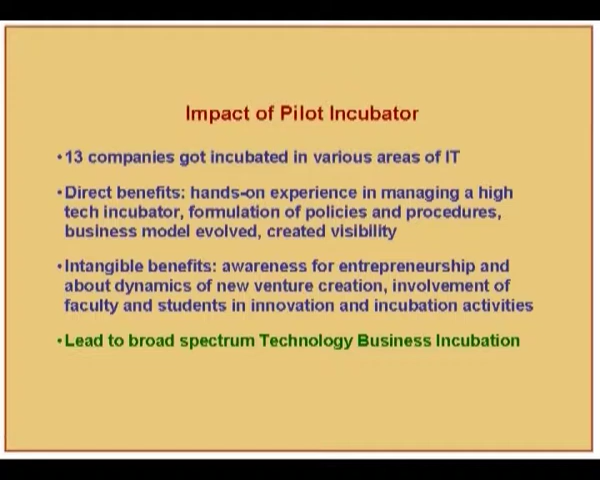 Impact of Pilot Incubator
•13 companies got incubated in various areas of IT
•Direct benefits: hands-on experience in managing a high
tech incubator, formulation of policies and procedures,
business model evolved, created visibility
•Intangible benefits: awareness for entrepreneurship and
about dynamics of new venture creation, involvement of
faculty and students in innovation and incubation activities
•Lead to broad spectrum Technology Business Incubation